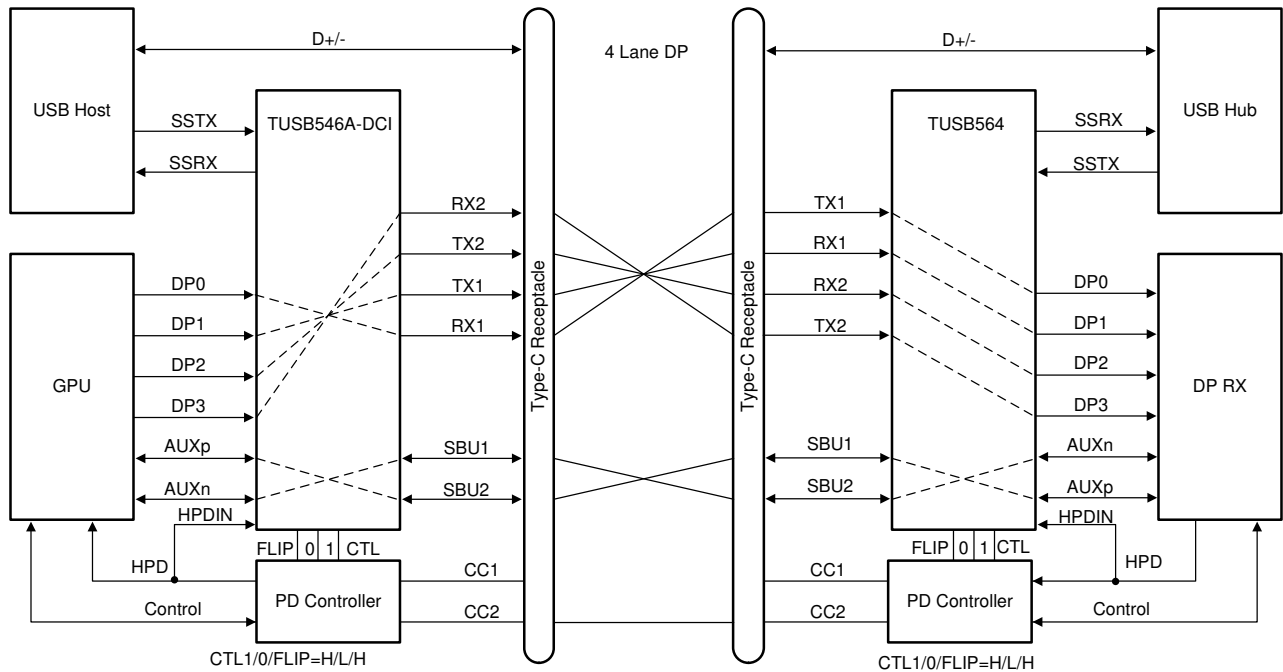 D+/-
4 Lane DP
D+/-
USB Host
SSTX
SSRX
TUSB546A-DCI
RX2
TX2
TX1
RX1
GPU
DP0
DP1
DP2
DP3
AUXp
AUXn
HPDIN
SBU1
SBU2
Type-C Receptacle
FLIP 0 1 CTL
HPD
Control
PD Controller
CC1
CC2
CTL1/0/FLIP=H/L/H
Type-C Receptacle
TX1
RX1
RX2
TX2
SBU1
SBU2
TUSB564
SSRX
SSTX
USB Hub
DP0
DP1
DP2
DP3
AUXn
AUXp
HPDIN
DP RX
FLIP 0 1 CTL
HPD
CC1
CC2
PD Controller
Control
CTL1/0/FLIP=H/L/H